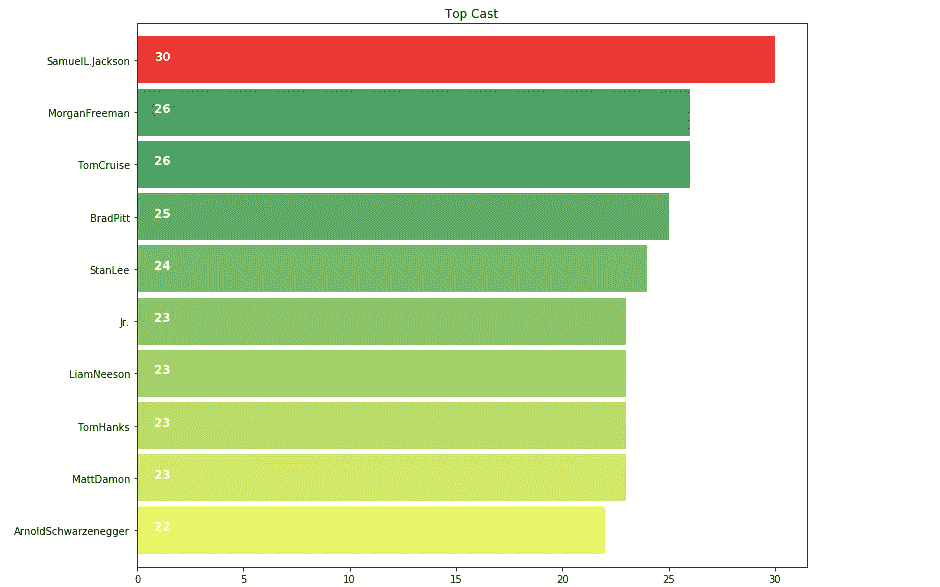 Top Cast
SamuelL.Jackson 30
MorganFreeman 26
TomCruise 26
BradPitt 25
StanLee 24
Jr. 23
LiamNeeson 23
TomHanks 23
MattDamon 23
ArnoldSchwarzenegger 22
0 5 10 15 20 25 30